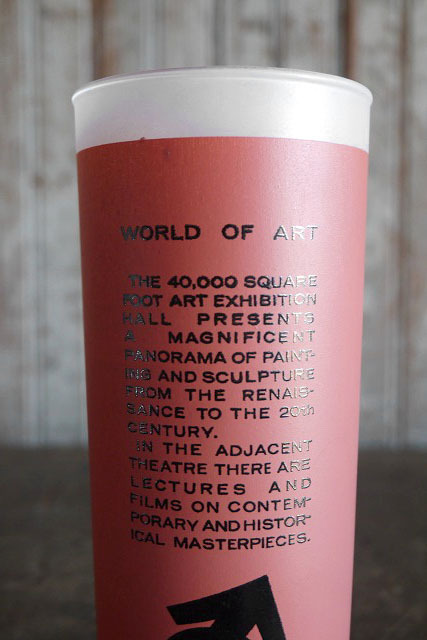 WORLD OF ART
THE 40,000 SQUARE
FOOT ART EXHIBITION
HALL PRESENTS
A MAGNIFICENT
PANORAMA OF PAINT-
ING AND SCULPTURE
FROM THE RENAIS-
SANCE TO THE 20th
CENTURY.
IN THE ADJACENT
THEATRE THERE ARE
LECTURES AND
FILMS ON CONTEM-
PORARY AND HISTOR-
ICAL MASTERPIECES.